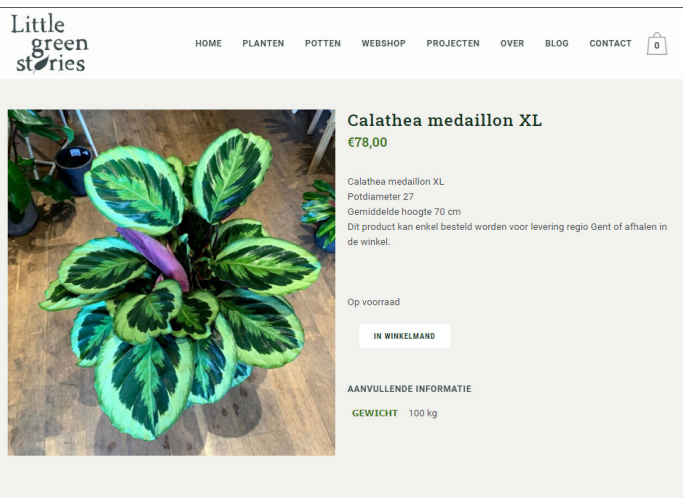 Little
green
stories
HOME PLANTEN POTTEN WEBSHOP PROJECTEN OVER BLOG CONTACT 0
Calathea medaillon XL
€78,00
Calathea medaillon XL
Potdiameter 27
Gemiddelde hoogte 70 cm
Dit product kan enkel besteld worden voor levering regio Gent of afhalen in
de winkel.
Op voorraad
IN WINKELMAND
AANVULLENDE INFORMATIE
GEWICHT 100 kg